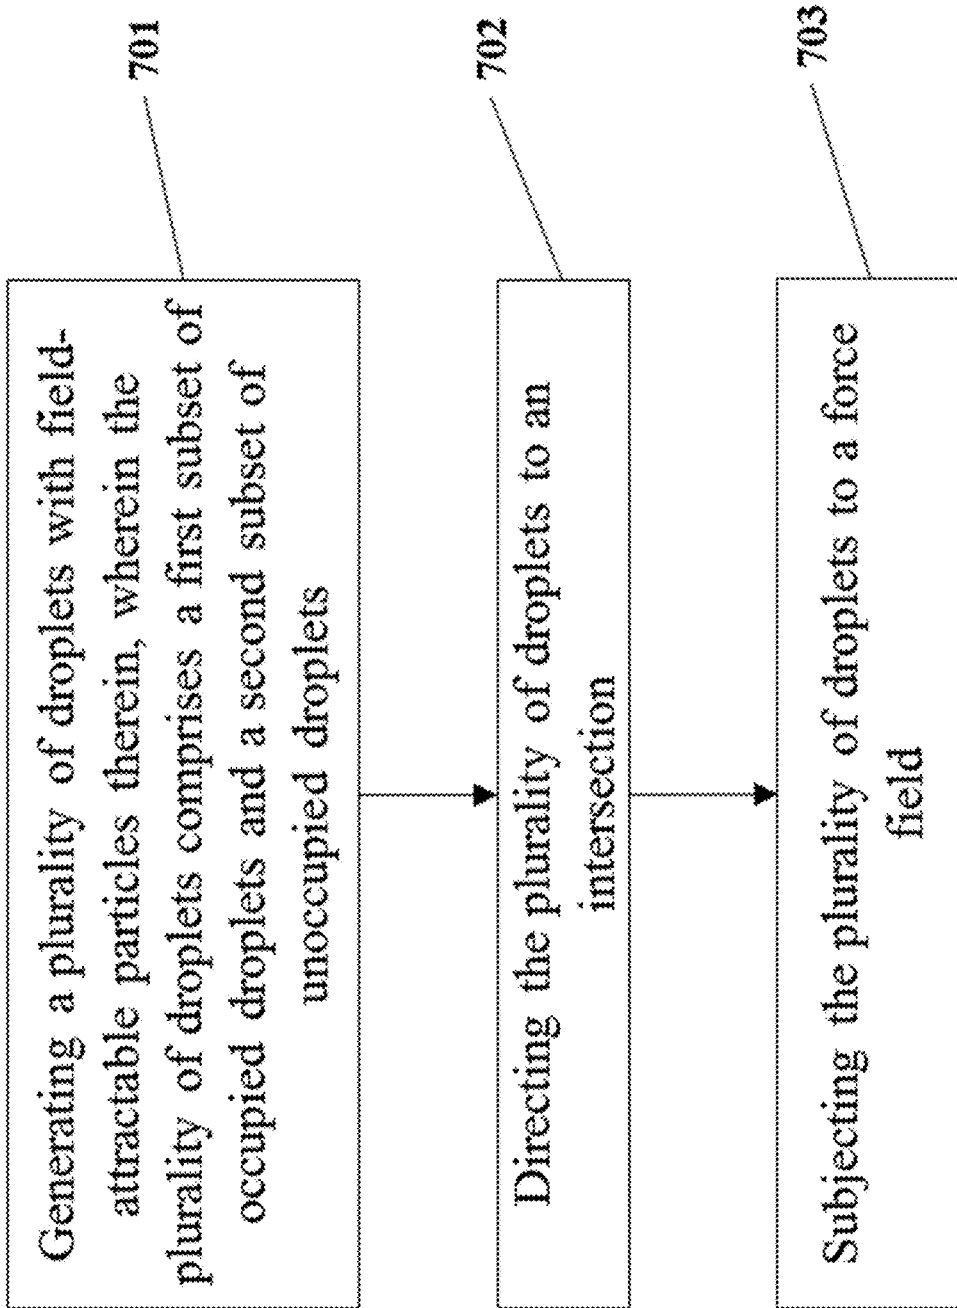 Generating a plurality of droplets with field-
attractable particles therein, wherein the
plurality of droplets comprises a first subset of
occupied droplets and a second subset of
unoccupied droplets
701
Directing the plurality of droplets to an
intersection
702
Subjecting the plurality of droplets to a force
field
703